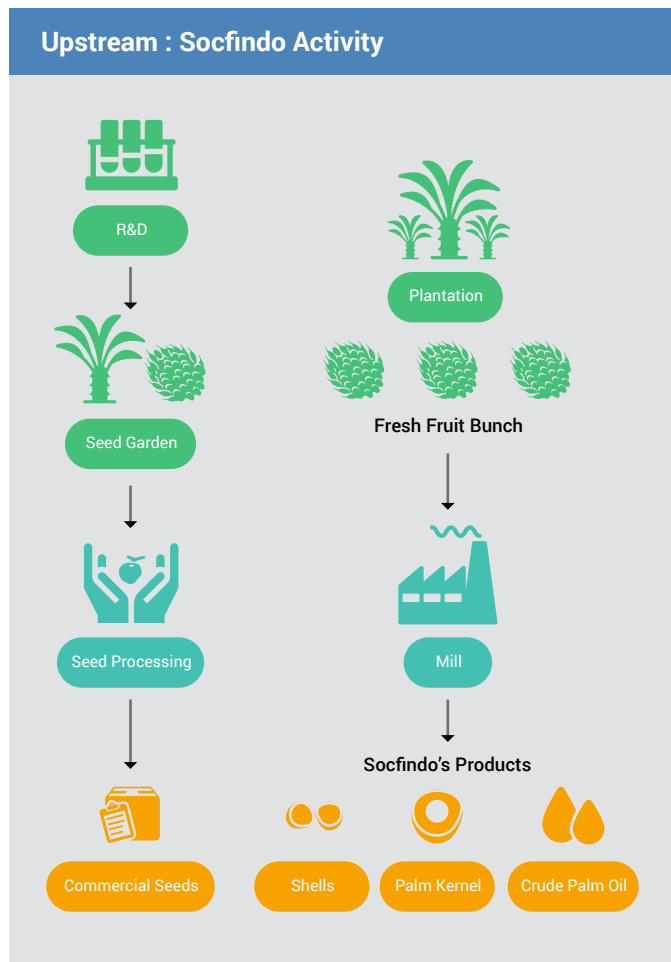 Upstream : Socfindo Activity
R&D
Plantation
Fresh Fruit Bunch
Seed Garden
Seed Processing
Mill
Socfindo’s Products
Commercial Seeds
Shells
Palm Kernel
Crude Palm Oil